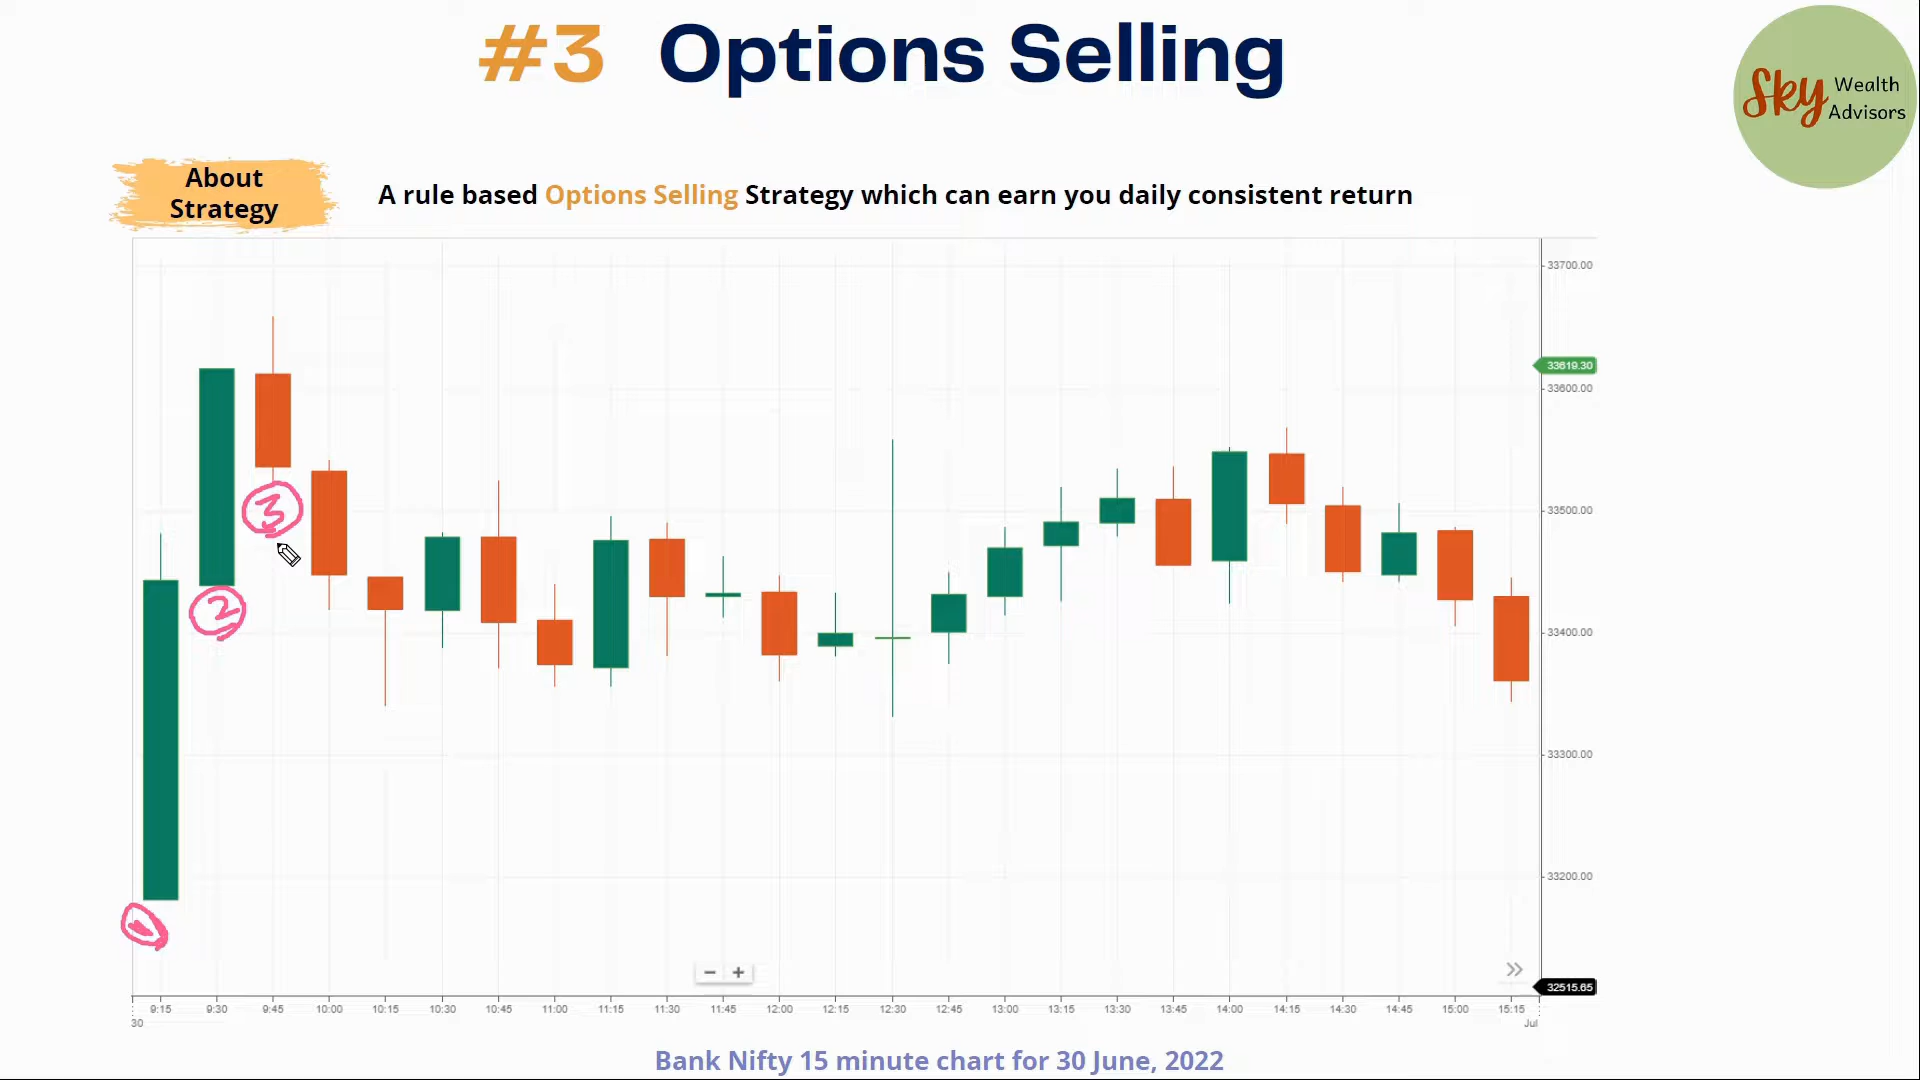 #3 Options Selling
Sky Wealth
Advisors
About
Strategy
A rule based Options Selling Strategy which can earn you daily consistent return
33700.00
33619.30
33600.00
3
33500.00
2
33400.00
33300.00
33200.00
− +
»
32515.65
9:15 9:30 9:45 10:00 10:15 10:30 10:45 11:00 11:15 11:30 11:45 12:00 12:15 12:30 12:45 13:00 13:15 13:30 13:45 14:00 14:15 14:30 14:45 15:00 15:15
30 Jul
Bank Nifty 15 minute chart for 30 June, 2022